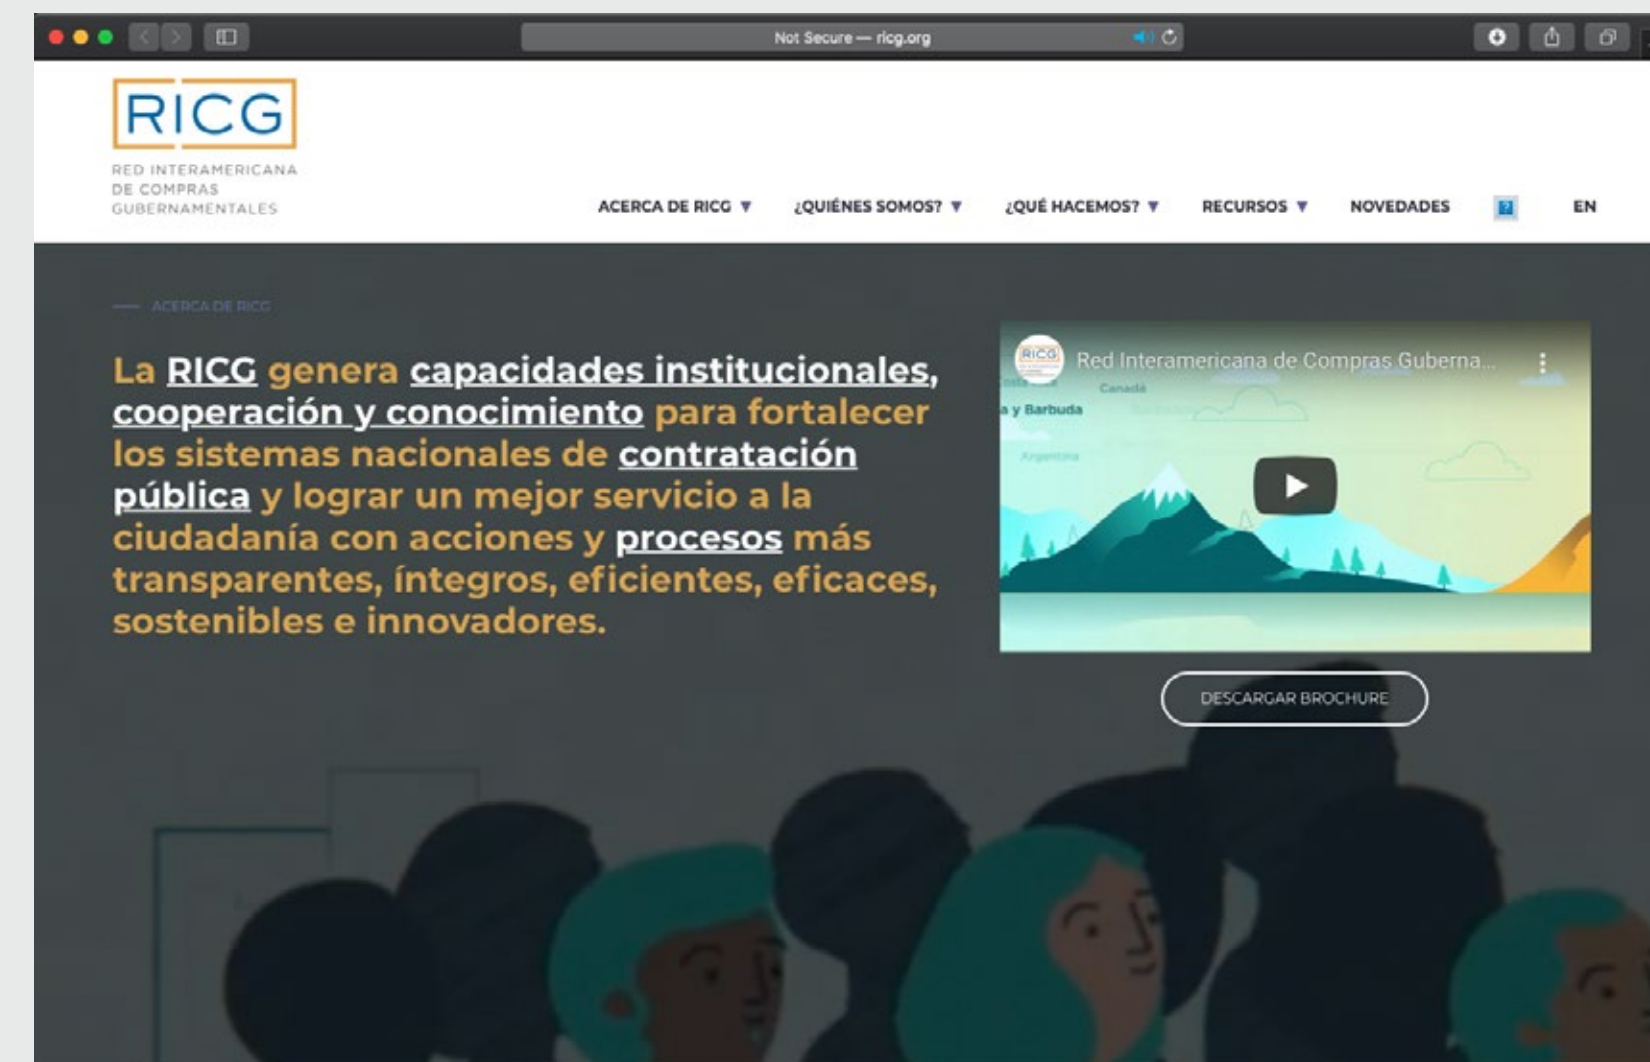 Not Secure — ricg.org
RICG
RED INTERAMERICANA
DE COMPRAS
GUBERNAMENTALES
ACERCA DE RICG ▼ ¿QUIÉNES SOMOS? ▼ ¿QUÉ HACEMOS? ▼ RECURSOS ▼ NOVEDADES ? EN
— ACERCA DE RICG
La RICG genera capacidades institucionales,
cooperación y conocimiento para fortalecer
los sistemas nacionales de contratación
pública y lograr un mejor servicio a la
ciudadanía con acciones y procesos más
transparentes, íntegros, eficientes, eficaces,
sostenibles e innovadores.
RICG
Red Interamericana de Compras Guberna...
Canadá
a y Barbuda
Argentina
DESCARGAR BROCHURE